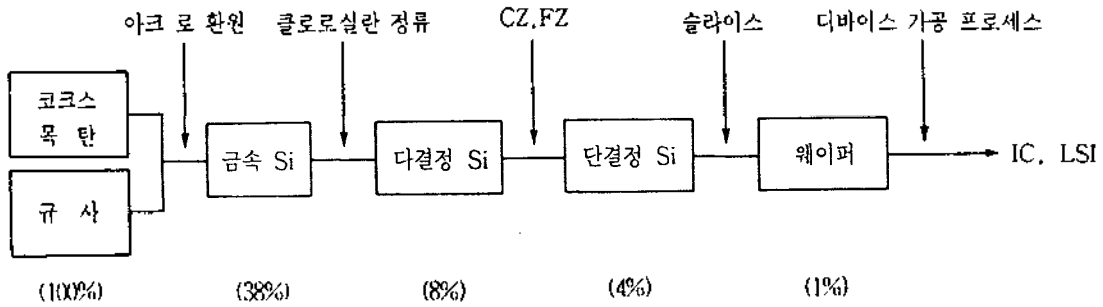 아크 로 환원 클로로실란 정류 CZ,FZ 슬라이스 디바이스 가공 프로세스
코크스
목 탄
금속 Si 다결정 Si 단결정 Si 웨이퍼 IC, LSI
규 사
(100%) (38%) (8%) (4%) (1%)